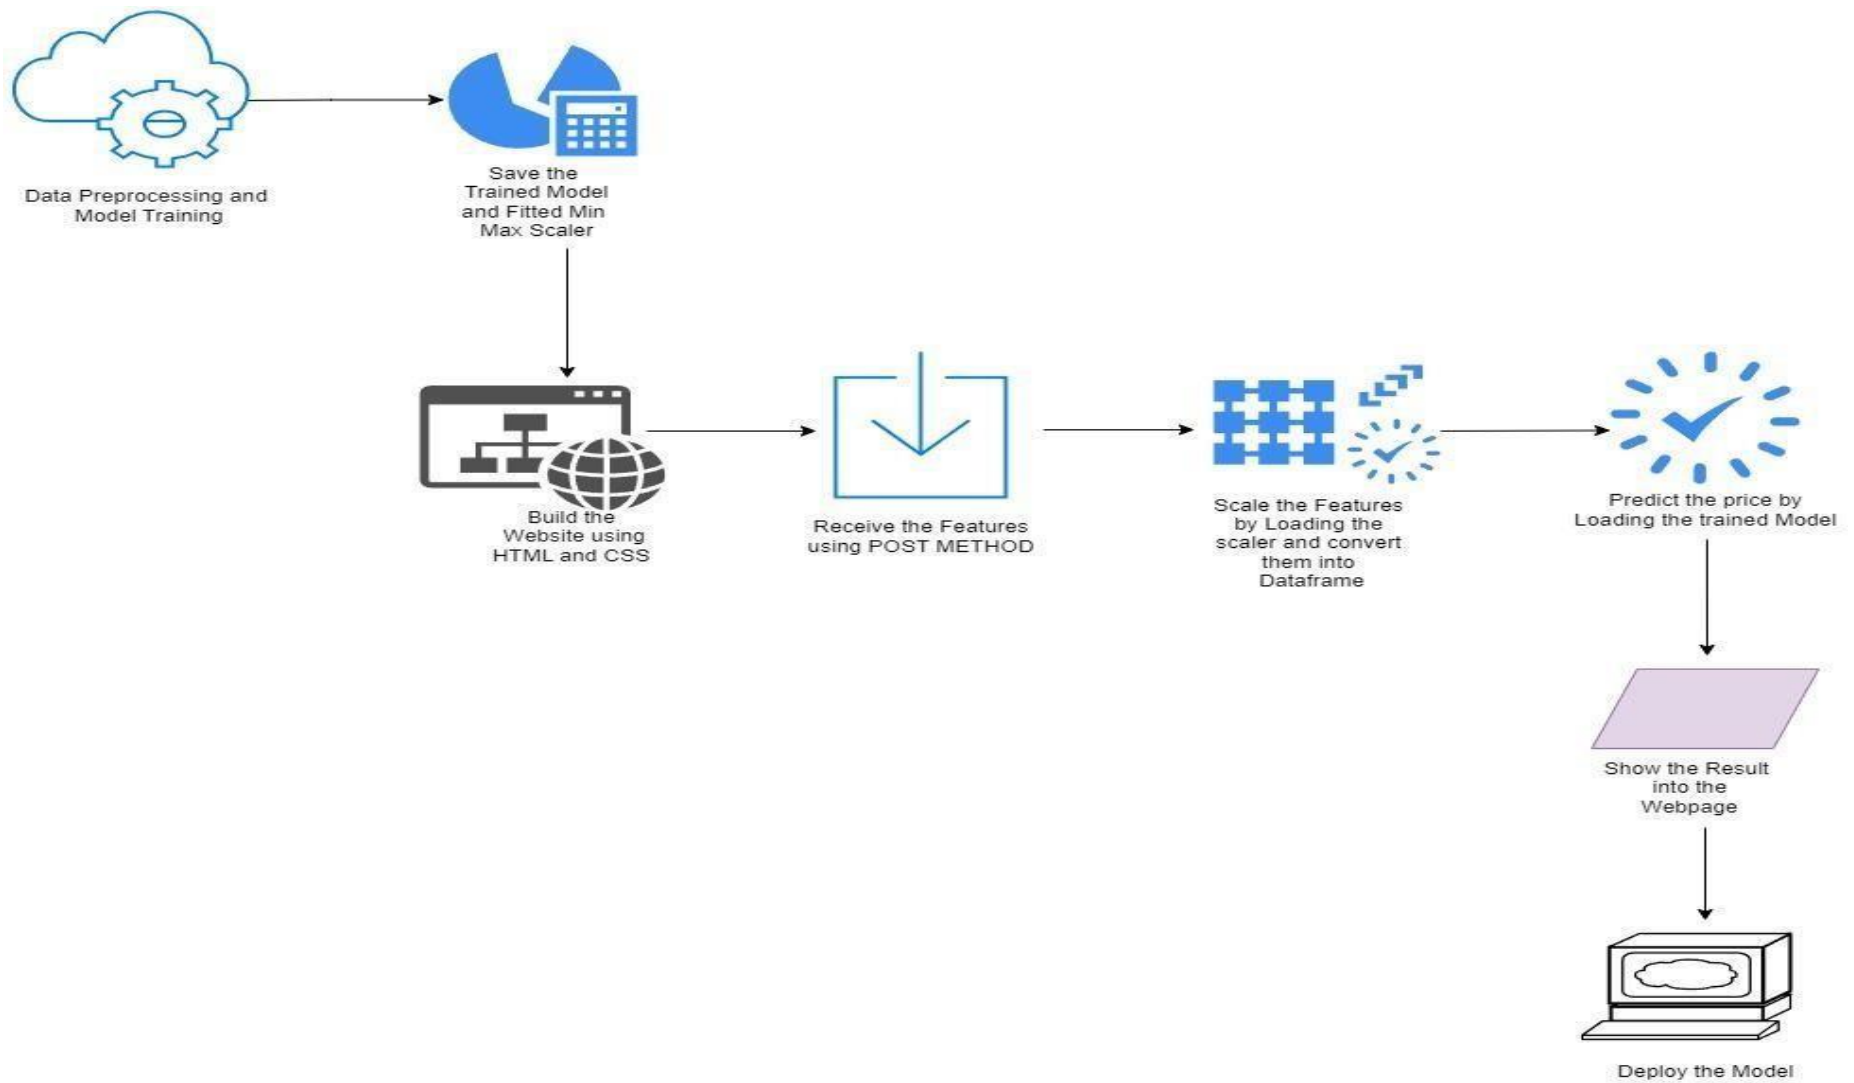 Data Preprocessing and
Model Training
Save the
Trained Model
and Fitted Min
Max Scaler
Build the
Website using
HTML and CSS
Receive the Features
using POST METHOD
Scale the Features
by Loading the
scaler and convert
them into
Dataframe
Predict the price by
Loading the trained Model
Show the Result
into the
Webpage
Deploy the Model